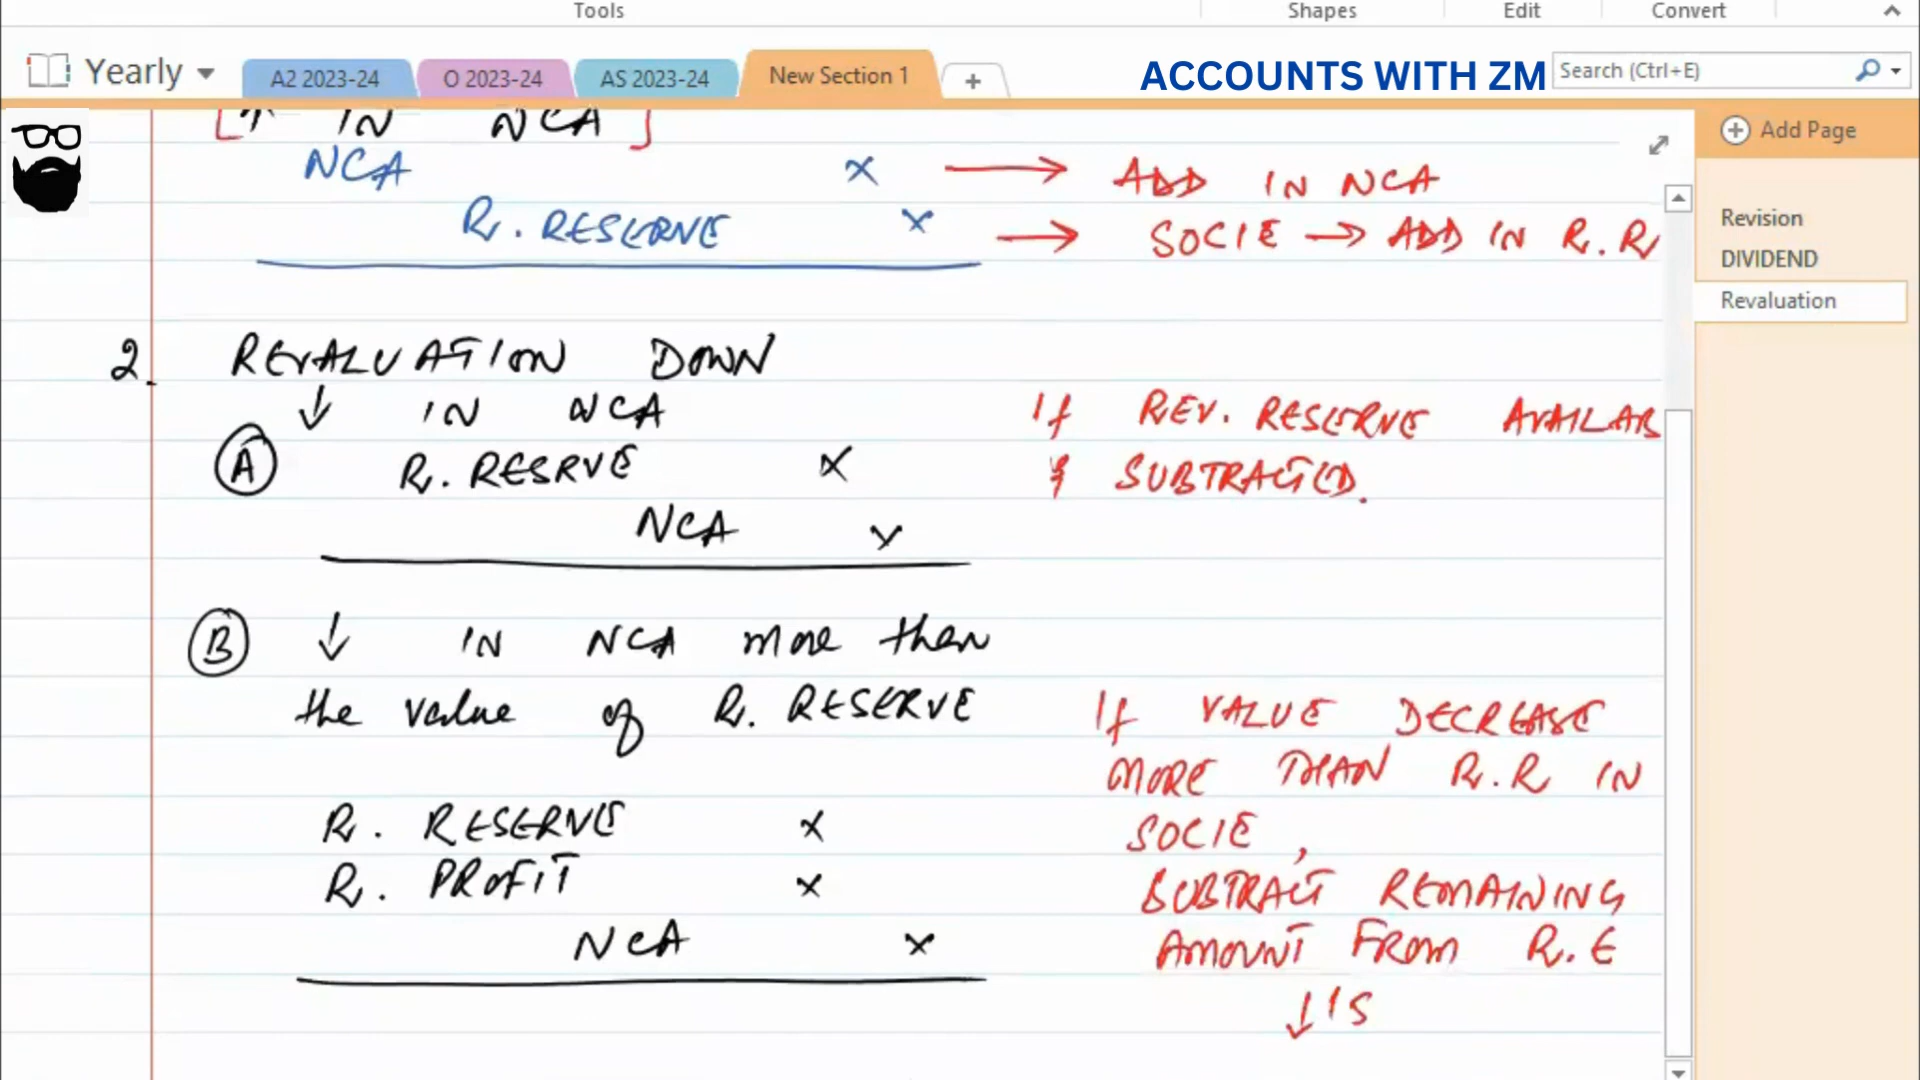 Tools
Shapes
Edit
Convert
Yearly
A2 2023-24
O 2023-24
AS 2023-24
New Section 1
+
ACCOUNTS WITH ZM
Search (Ctrl+E)
Add Page
Revision
DIVIDEND
Revaluation
[↑ IN NCA]
NCA x → ADD IN NCA
R. RESERVE x → SOCIE → ADD IN R.R
2. REVALUATION DOWN
↓ IN NCA
If REV. RESERVE AVAILAB
(A) R. RESRVE x
& SUBTRACTED.
NCA x
(B) ↓ IN NCA more than
the value of R. RESERVE
If VALUE DECREASE
MORE THAN R.R IN
SOCIE,
SUBTRACT REMAINING
AMOUNT FROM R.E
↓ IS
R. RESERVE x
R. PROFIT x
NCA x